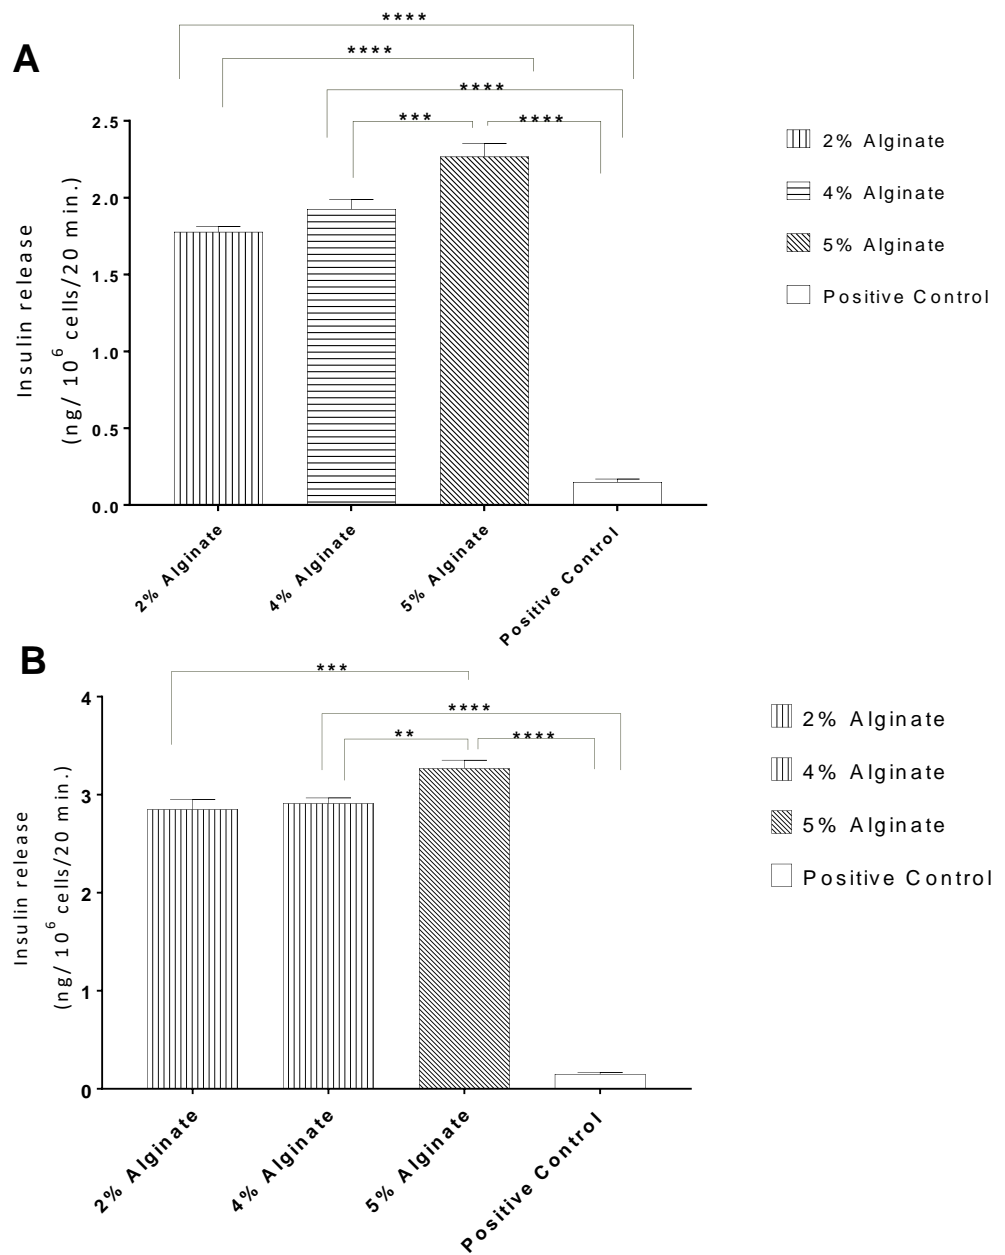 ****
A
****
****
***
****
2.5
2.0
1.5
1.0
0.5
0.0
Insulin release
(ng/ 10^6 cells/20 min.)
2% Alginate
4% Alginate
5% Alginate
Positive Control
2% Alginate
4% Alginate
5% Alginate
Positive Control
B
***
****
**
****
4
3
2
1
0
Insulin release
(ng/ 10^6 cells/20 min.)
2% Alginate
4% Alginate
5% Alginate
Positive Control
2% Alginate
4% Alginate
5% Alginate
Positive Control